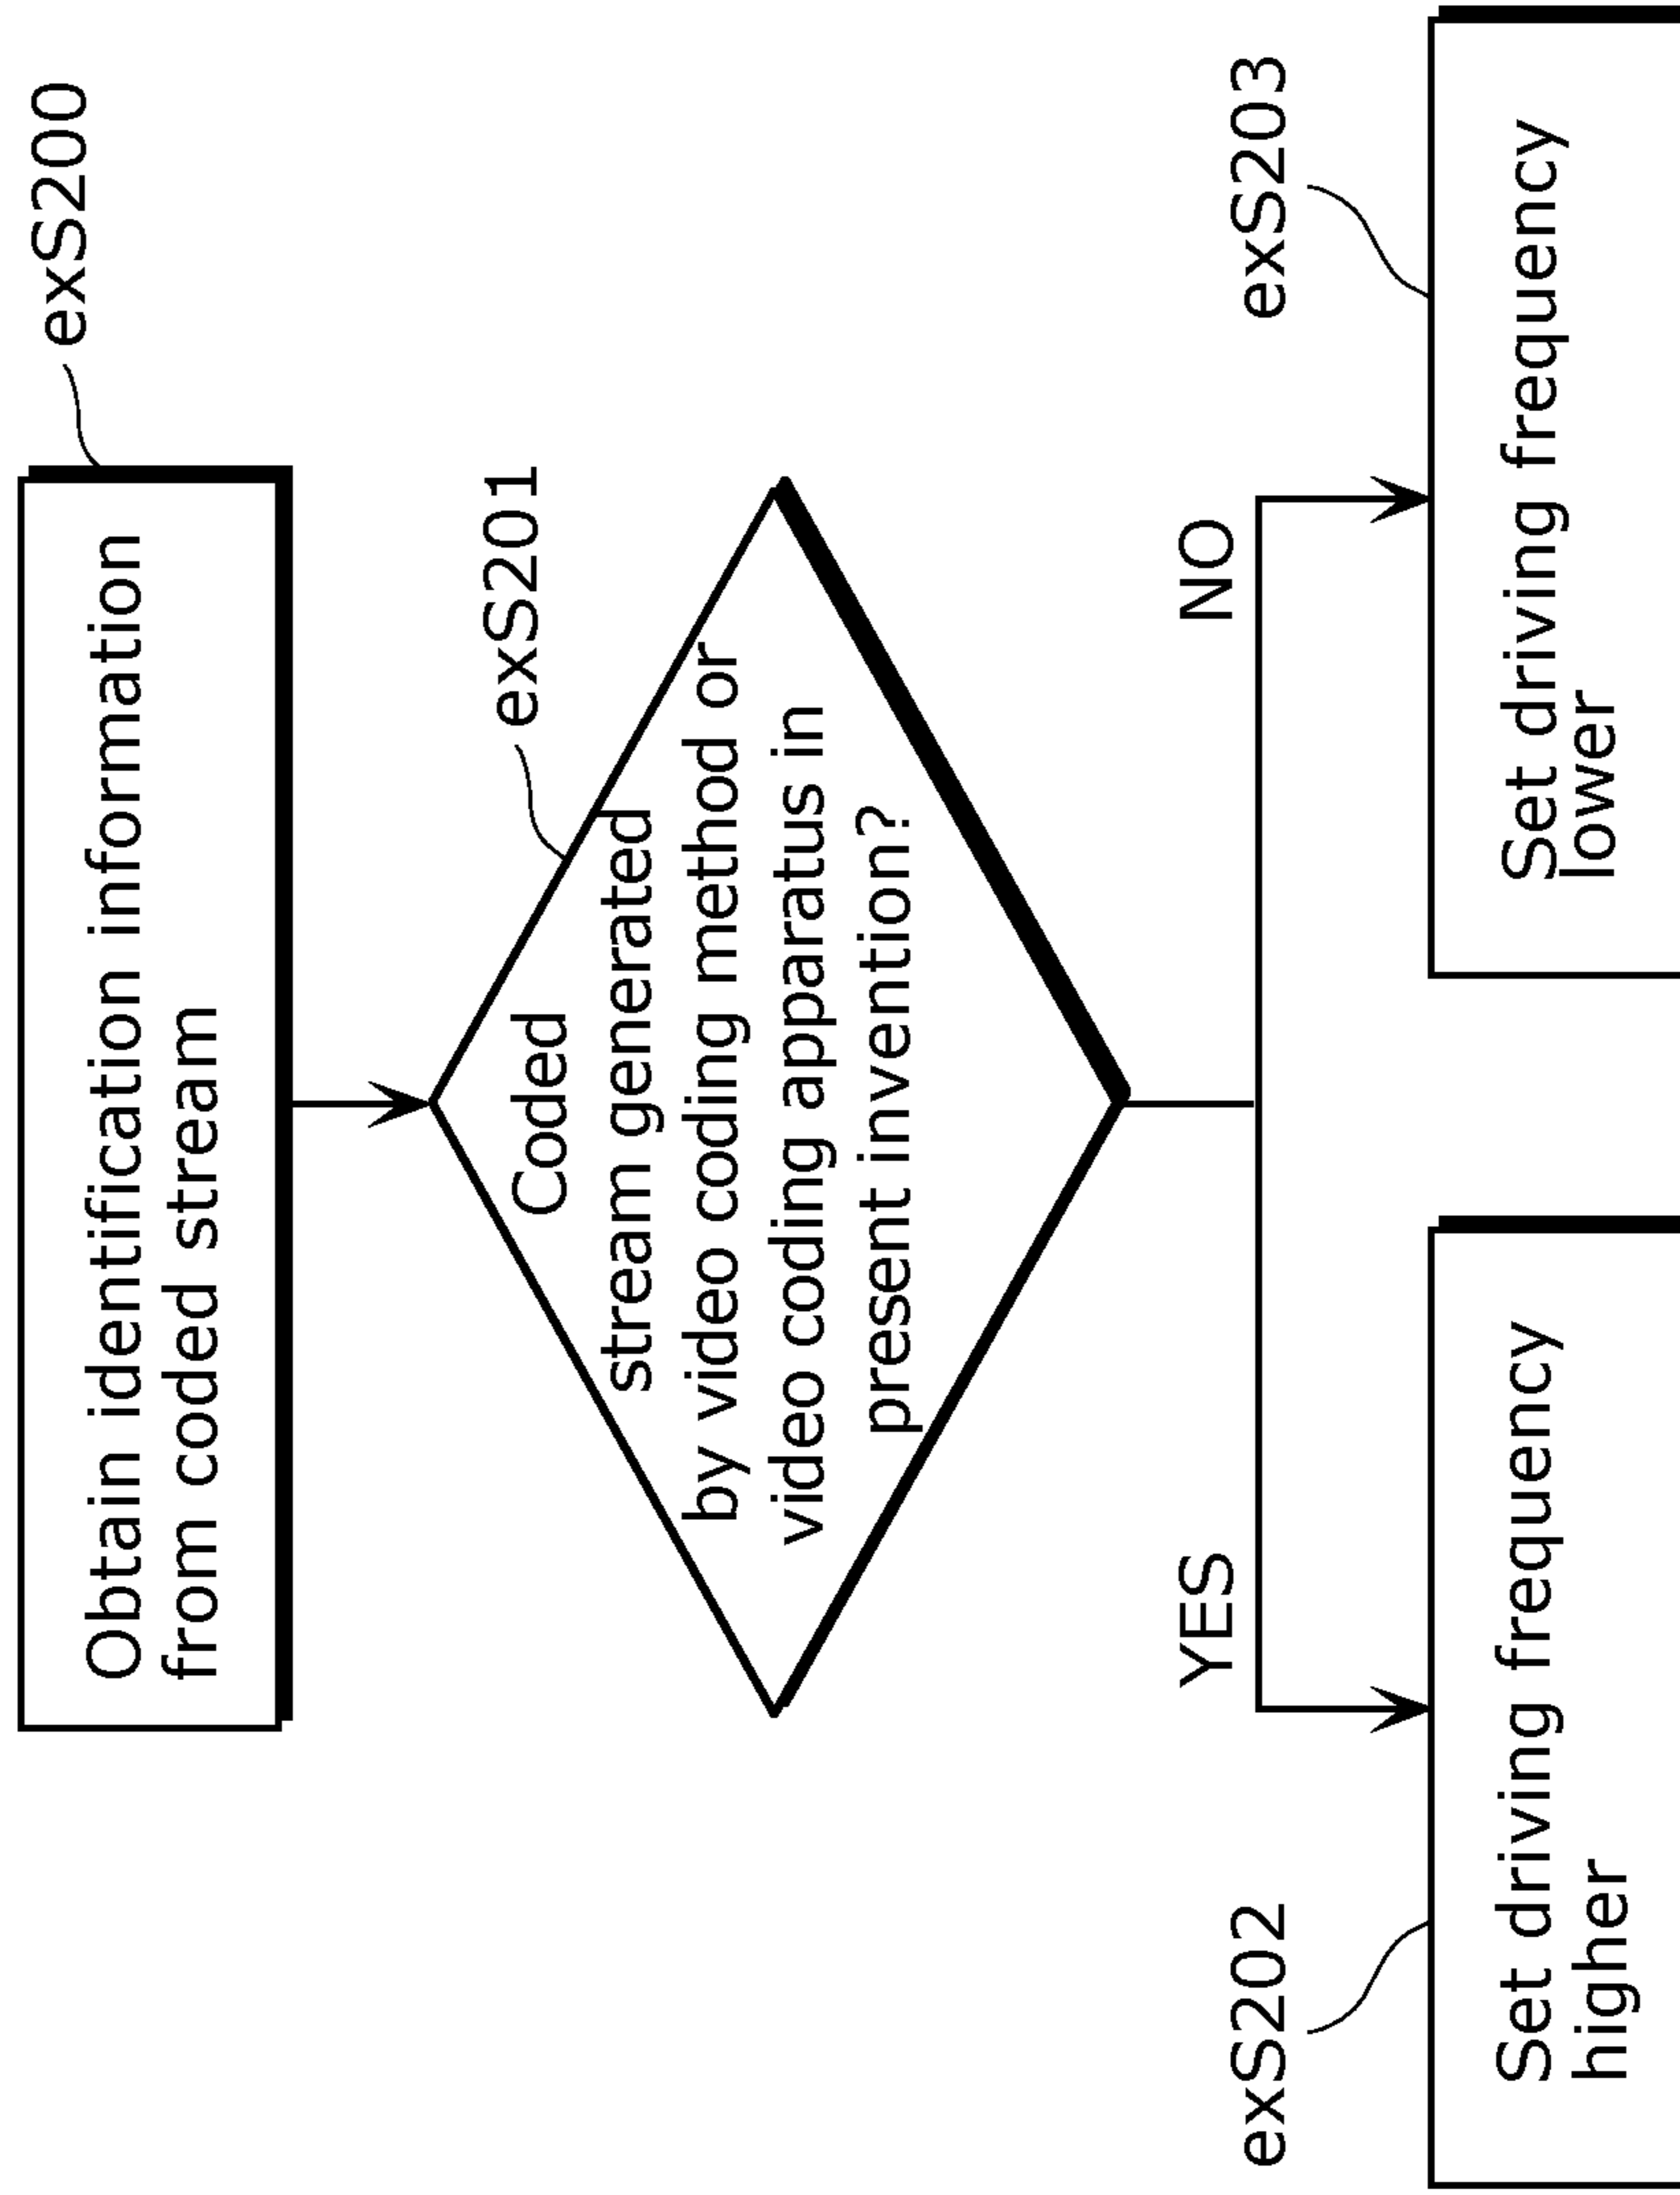 exS200
Obtain identification information
from coded stream
exS201
Coded
stream generated
by video coding method or
video coding apparatus in
present invention?
YES
NO
exS202
exS203
Set driving frequency
higher
Set driving frequency
lower